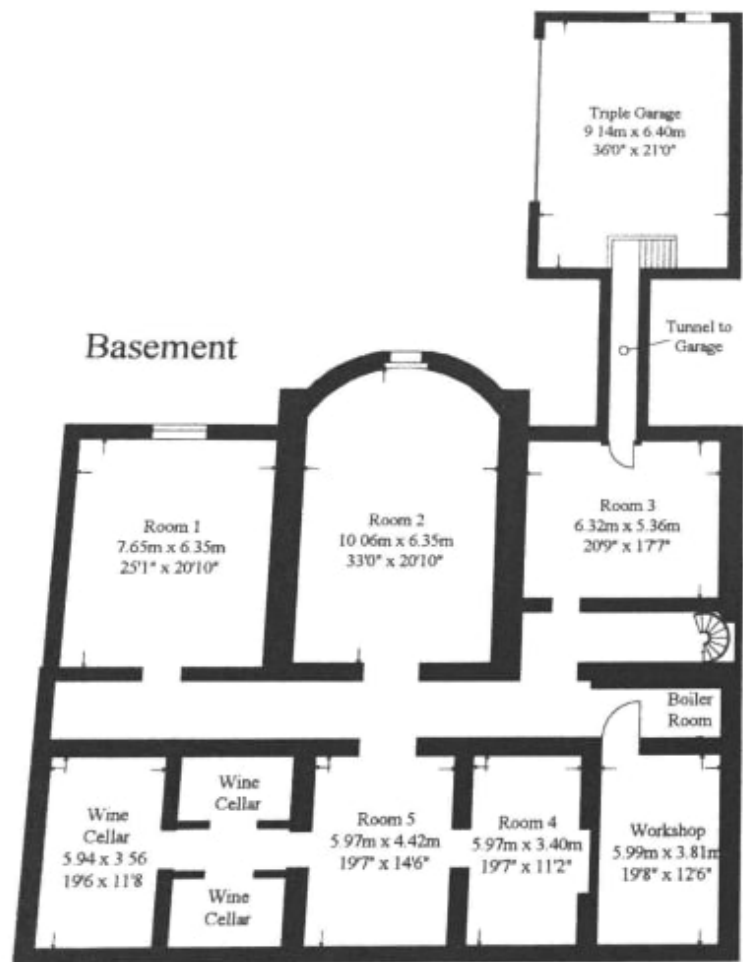 Triple Garage
9 14m x 6.40m
36'0" x 21'0"
Tunnel to
Garage
Basement
Room 1
7.65m x 6.35m
25'1" x 20'10"
Room 2
10 06m x 6.35m
33'0" x 20'10"
Room 3
6.32m x 5.36m
20'9" x 17'7"
Boiler
Room
Wine
Cellar
5.94 x 3 56
19'6 x 11'8
Wine
Cellar
Wine
Cellar
Room 5
5.97m x 4.42m
19'7" x 14'6"
Room 4
5.97m x 3.40m
19'7" x 11'2"
Workshop
5.99m x 3.81m
19'8" x 12'6"